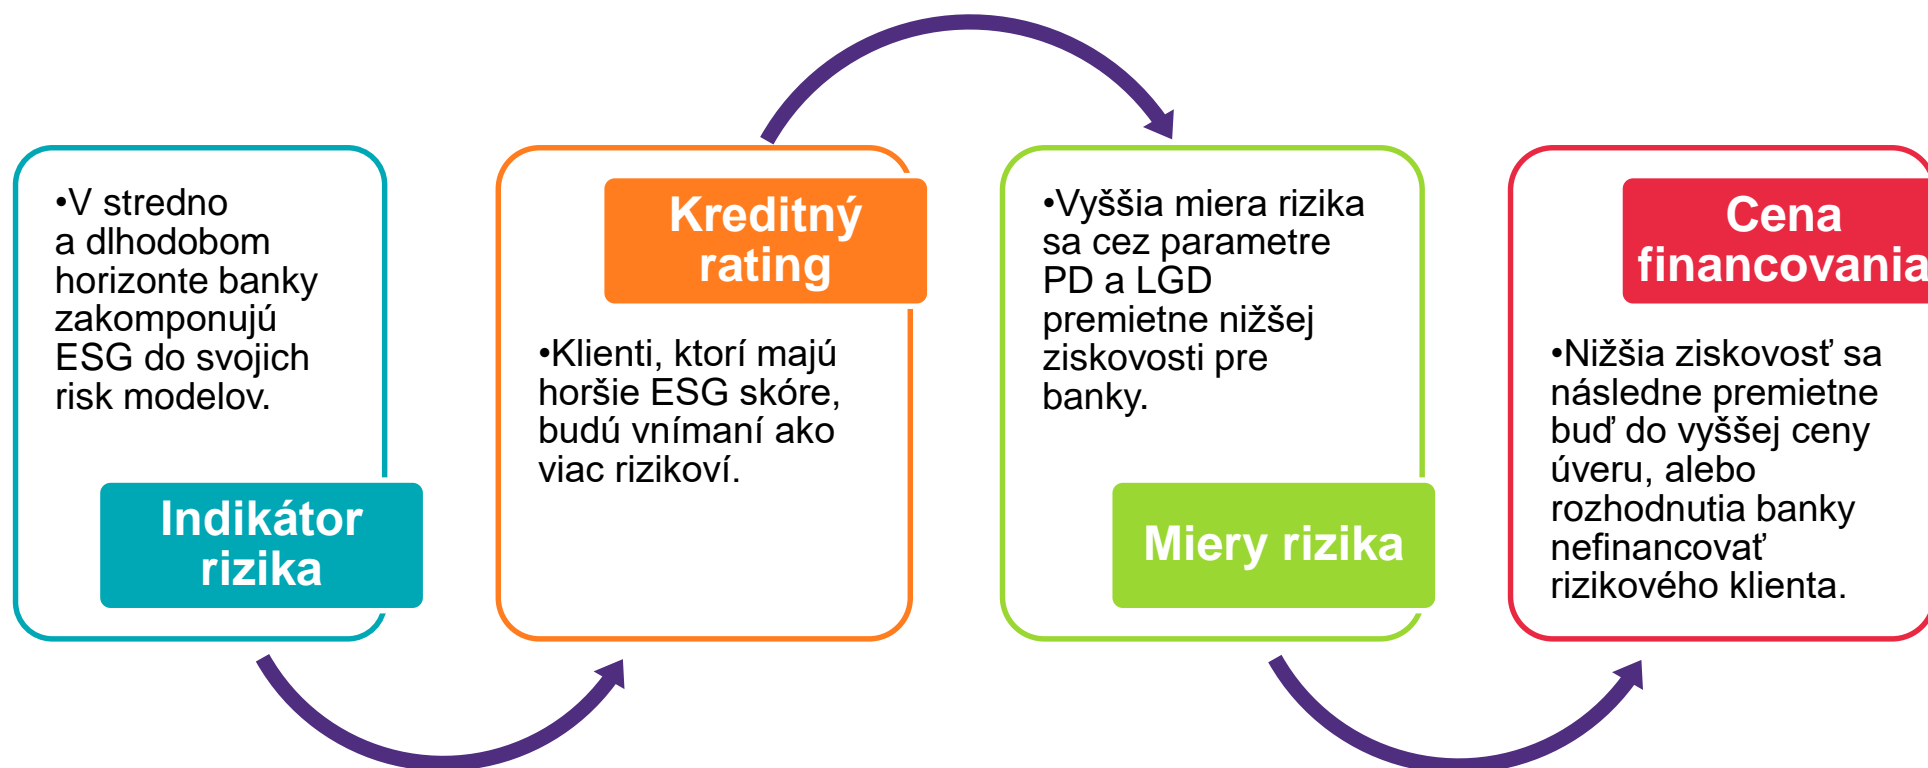 •V stredno
a dlhodobom
horizonte banky
zakomponujú
ESG do svojich
risk modelov.
Indikátor
rizika
Kreditný
rating
•Klienti, ktorí majú
horšie ESG skóre,
budú vnímaní ako
viac rizikoví.
•Vyššia miera rizika
sa cez parametre
PD a LGD
premietne nižšej
ziskovosti pre
banky.
Miery rizika
Cena
financovania
•Nižšia ziskovosť sa
následne premietne
buď do vyššej ceny
úveru, alebo
rozhodnutia banky
nefinancovať
rizikového klienta.